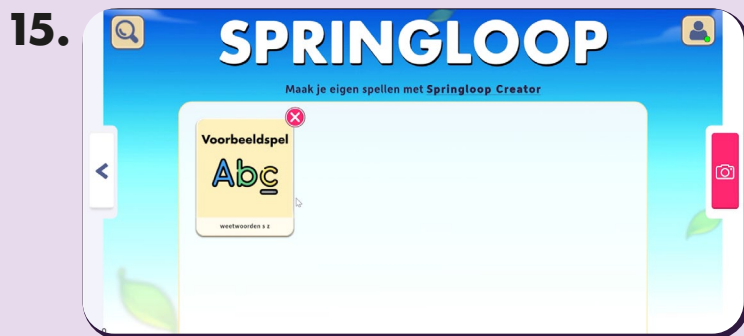 15.
SPRINGLOOP
Maak je eigen spellen met Springloop Creator
Voorbeeldspel
Abc
weetwoorden s z